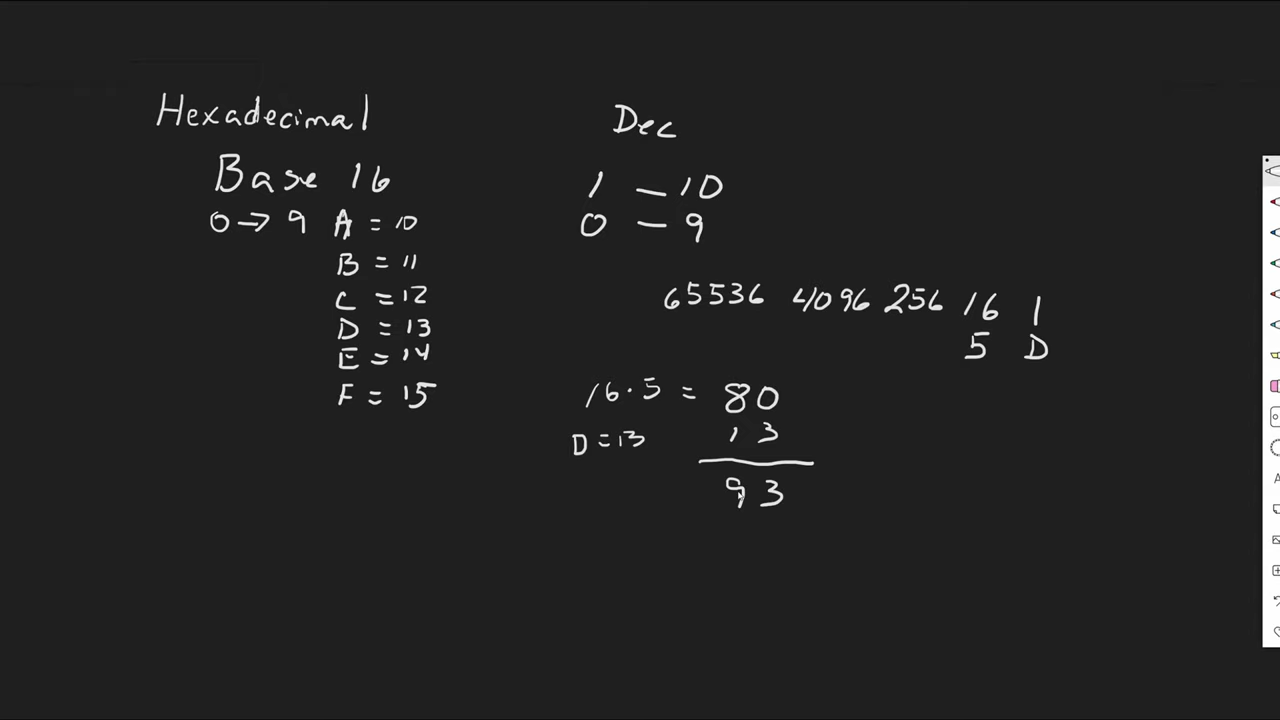 Hexadecimal
Base 16
0 → 9 A = 10
B = 11
C = 12
D = 13
E = 14
F = 15
Dec
1 — 10
0 — 9
65536 4096 256 16 1
5 D
16 · 5 = 80
D = 13 13
93